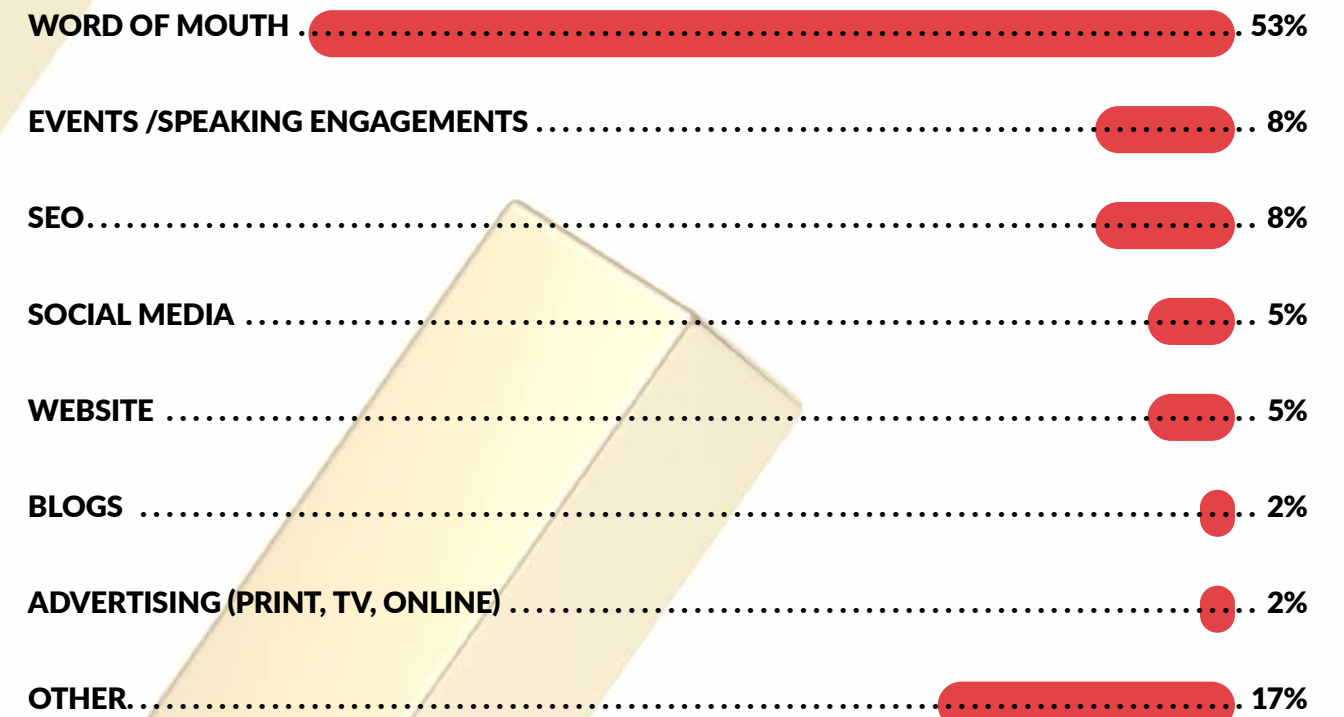 WORD OF MOUTH . 53%
EVENTS /SPEAKING ENGAGEMENTS 8%
SEO 8%
SOCIAL MEDIA 5%
WEBSITE 5%
BLOGS 2%
ADVERTISING (PRINT, TV, ONLINE) 2%
OTHER 17%